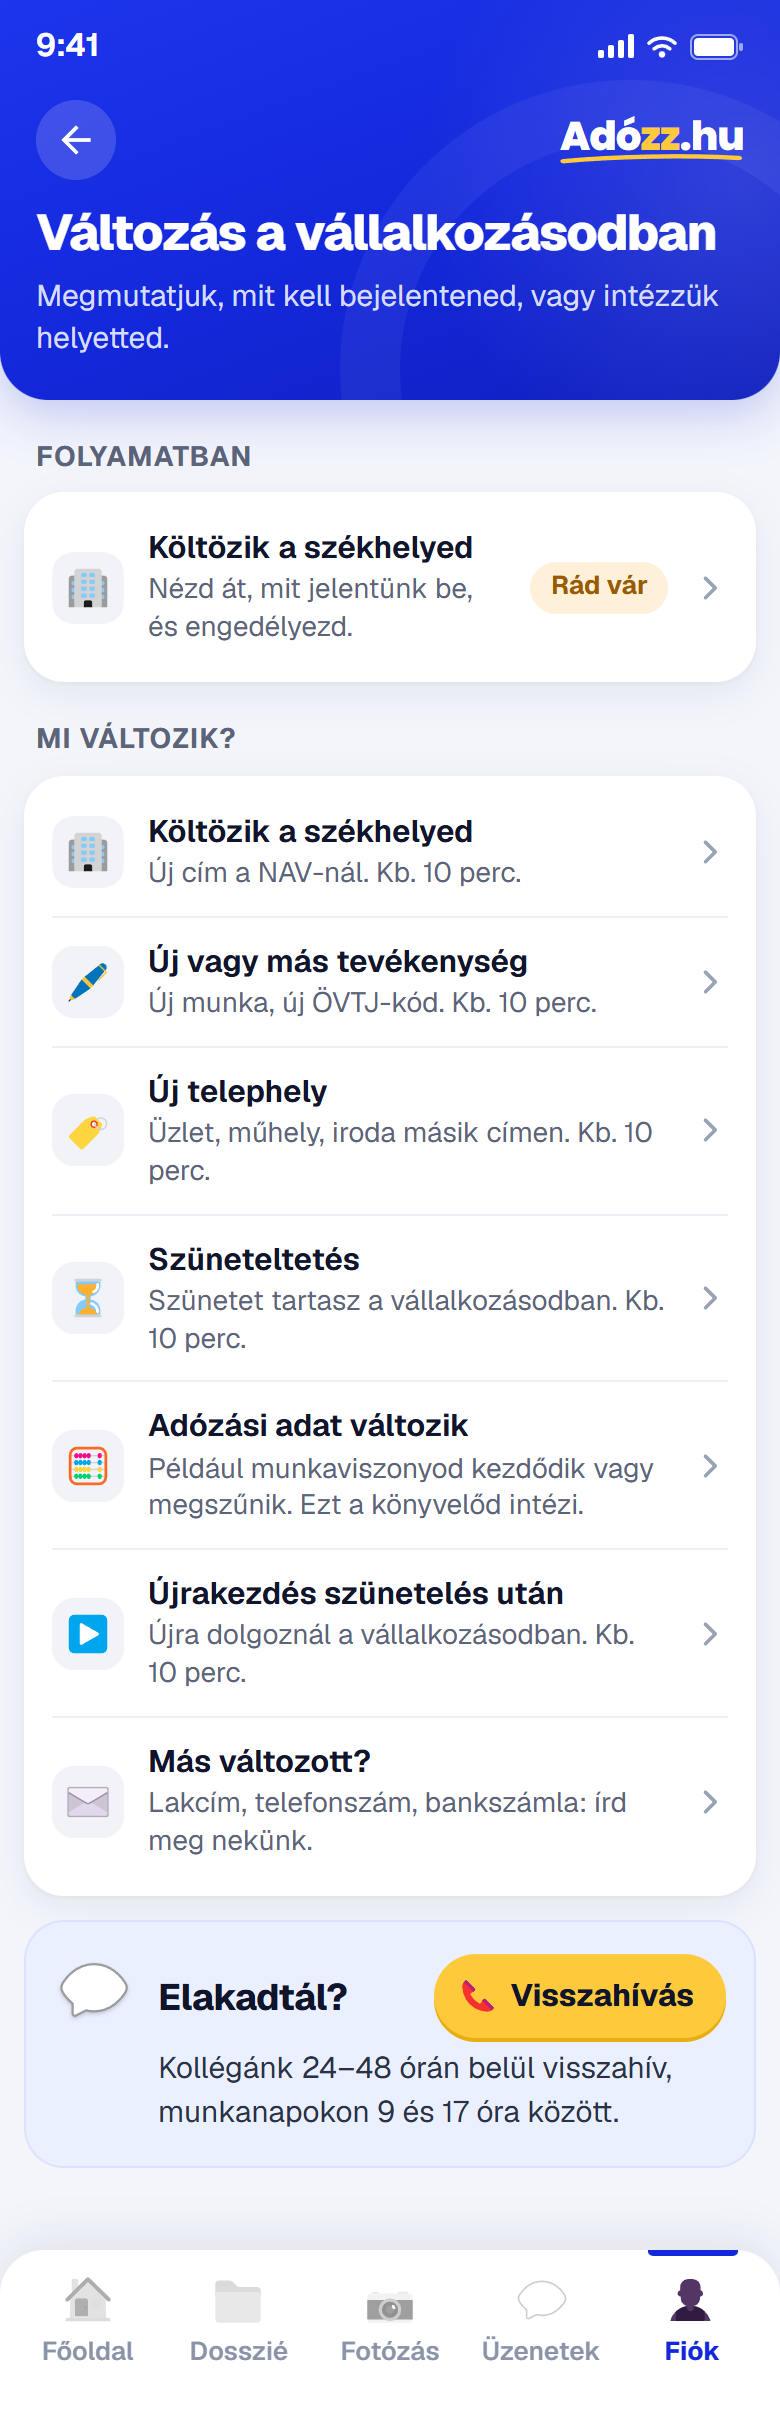 9:41
Adózz.hu
Változás a vállalkozásodban
Megmutatjuk, mit kell bejelentened, vagy intézzük
helyetted.
FOLYAMATBAN
Költözik a székhelyed
Nézd át, mit jelentünk be,
és engedélyezd.
Rád vár
MI VÁLTOZIK?
Költözik a székhelyed
Új cím a NAV-nál. Kb. 10 perc.
Új vagy más tevékenység
Új munka, új ÖVTJ-kód. Kb. 10 perc.
Új telephely
Üzlet, műhely, iroda másik címen. Kb. 10
perc.
Szüneteltetés
Szünetet tartasz a vállalkozásodban. Kb.
10 perc.
Adózási adat változik
Például munkaviszonyod kezdődik vagy
megszűnik. Ezt a könyvelőd intézi.
Újrakezdés szünetelés után
Újra dolgoznál a vállalkozásodban. Kb.
10 perc.
Más változott?
Lakcím, telefonszám, bankszámla: írd
meg nekünk.
Elakadtál?
Visszahívás
Kollégánk 24–48 órán belül visszahív,
munkanapokon 9 és 17 óra között.
Főoldal
Dosszié
Fotózás
Üzenetek
Fiók